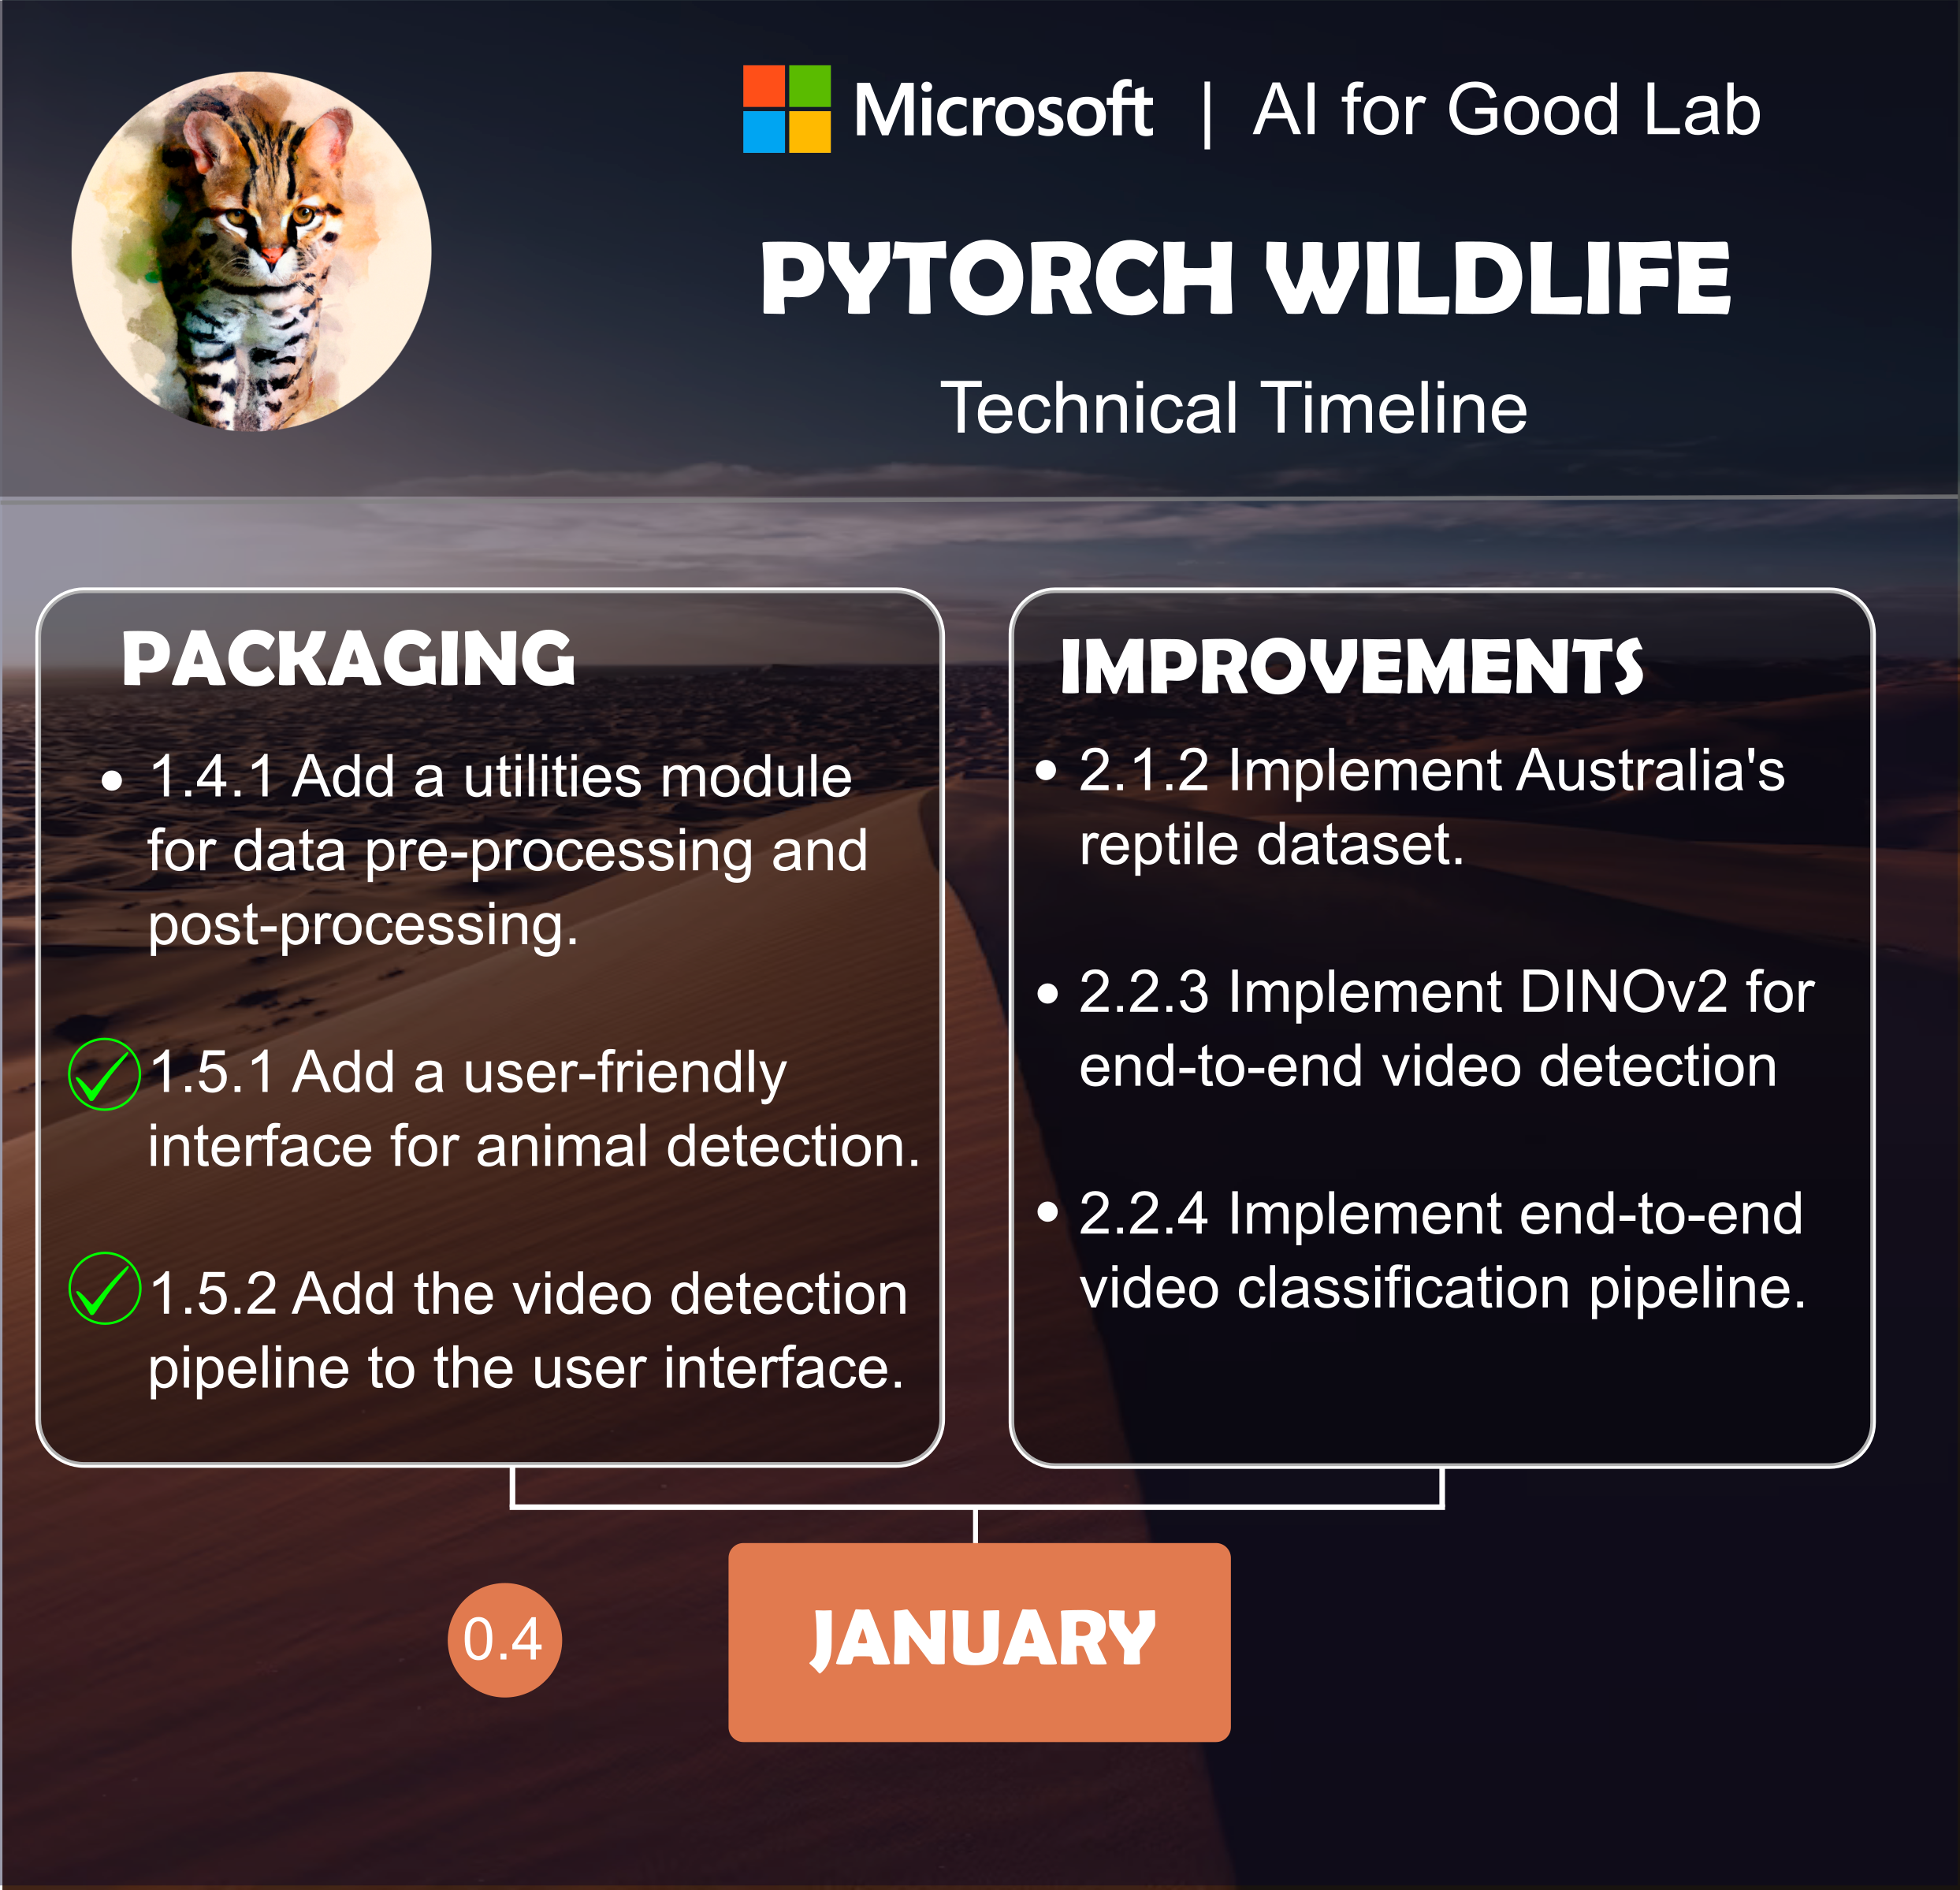 Microsoft | AI for Good Lab
PYTORCH WILDLIFE
Technical Timeline
PACKAGING
• 1.4.1 Add a utilities module
for data pre-processing and
post-processing.
1.5.1 Add a user-friendly
interface for animal detection.
1.5.2 Add the video detection
pipeline to the user interface.
IMPROVEMENTS
• 2.1.2 Implement Australia's
reptile dataset.
• 2.2.3 Implement DINOv2 for
end-to-end video detection
• 2.2.4 Implement end-to-end
video classification pipeline.
0.4
JANUARY